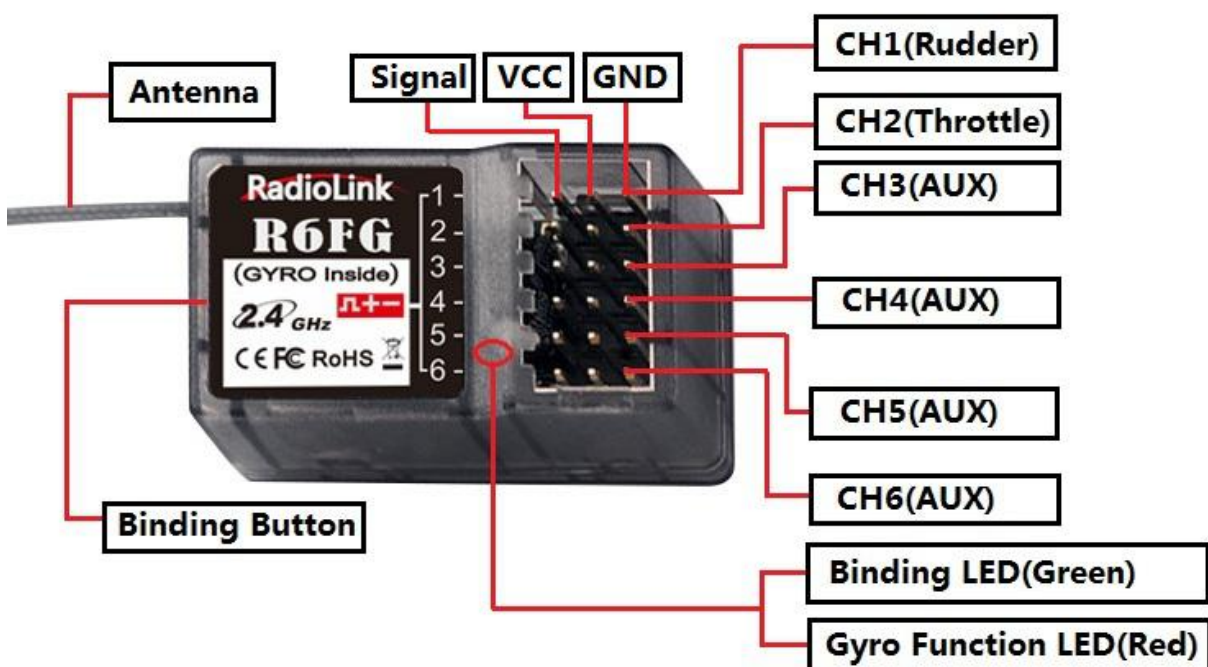 Antenna
Signal
VCC
GND
CH1(Rudder)
CH2(Throttle)
CH3(AUX)
CH4(AUX)
CH5(AUX)
CH6(AUX)
RadioLink
R6FG
(GYRO Inside)
2.4 GHz
CE FC RoHS
1
2
3
4
5
6
Binding Button
Binding LED(Green)
Gyro Function LED(Red)